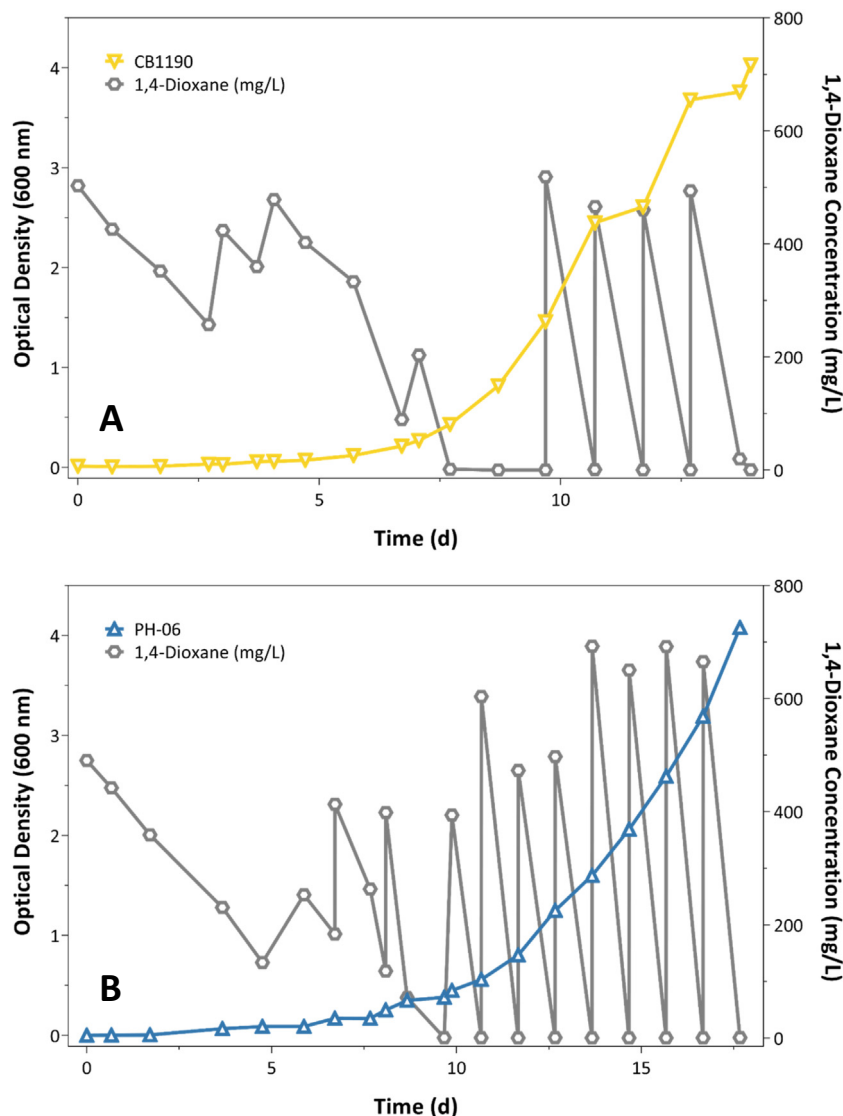 CB1190
1,4-Dioxane (mg/L)
Optical Density (600 nm)
1,4-Dioxane Concentration (mg/L)
4
3
2
1
0
800
600
400
200
0
A
0
5
10
Time (d)
PH-06
1,4-Dioxane (mg/L)
Optical Density (600 nm)
1,4-Dioxane Concentration (mg/L)
4
3
2
1
0
800
600
400
200
0
B
0
5
10
15
Time (d)